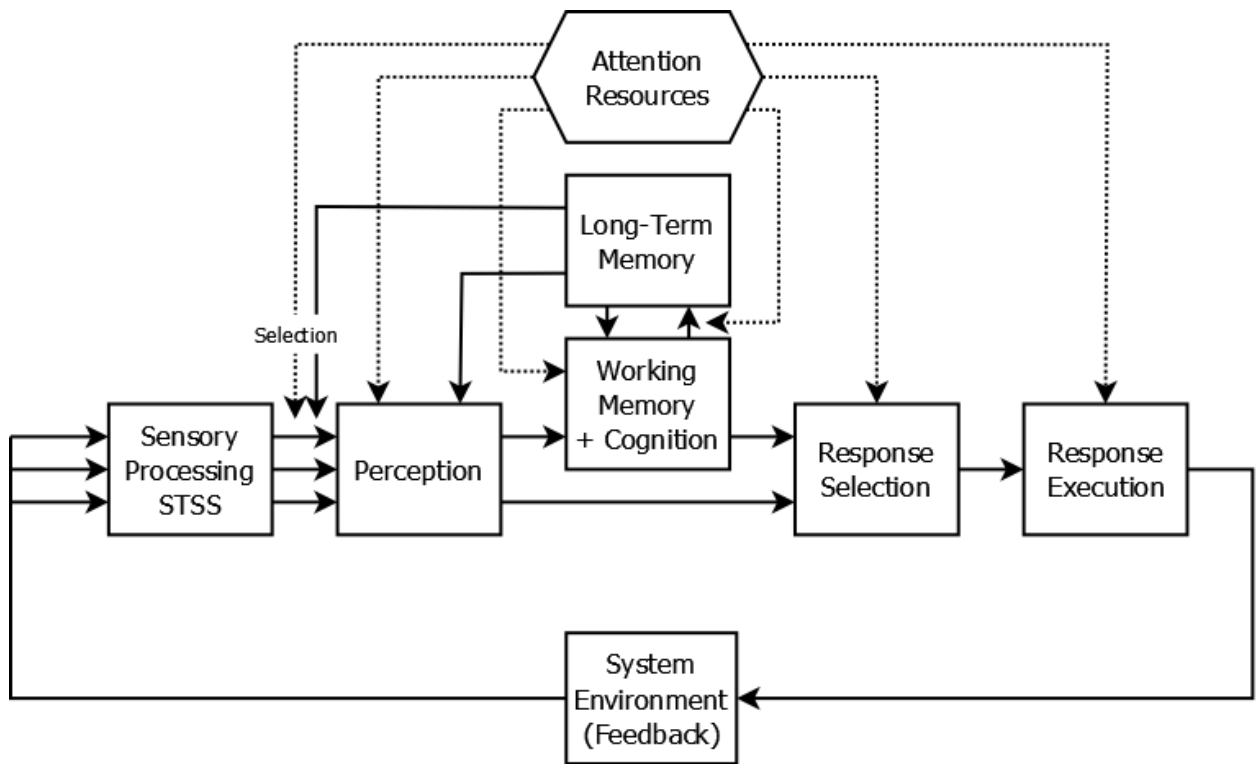 Attention
Resources
Long-Term
Memory
Selection
Working
Memory
+ Cognition
Sensory
Processing
STSS
Perception
Response
Selection
Response
Execution
System
Environment
(Feedback)